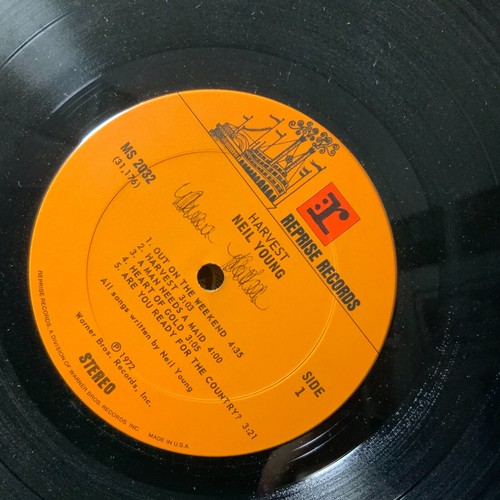 MS 2032
(31,176)
r:
REPRISE RECORDS
HARVEST
NEIL YOUNG
1. OUT ON THE WEEKEND 4:35
2. HARVEST 3:03
3. A MAN NEEDS A MAID 4:00
4. HEART OF GOLD 3:05
5. ARE YOU READY FOR THE COUNTRY? 3:21
All songs written by Neil Young
℗ 1972
Warner Bros. Records, Inc.
STEREO
SIDE
1
REPRISE RECORDS, A DIVISION OF WARNER BROS. RECORDS, INC. MADE IN U.S.A.